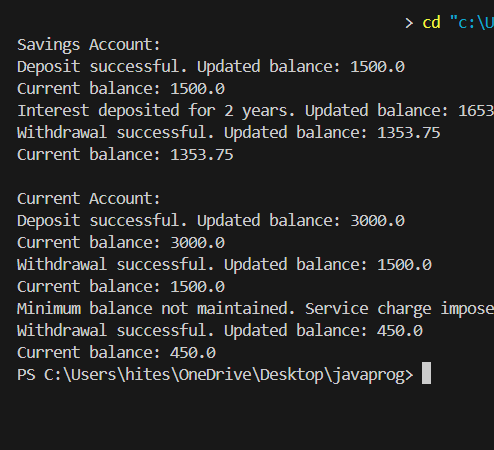 > cd "c:\U
Savings Account:
Deposit successful. Updated balance: 1500.0
Current balance: 1500.0
Interest deposited for 2 years. Updated balance: 1653
Withdrawal successful. Updated balance: 1353.75
Current balance: 1353.75
Current Account:
Deposit successful. Updated balance: 3000.0
Current balance: 3000.0
Withdrawal successful. Updated balance: 1500.0
Current balance: 1500.0
Minimum balance not maintained. Service charge impose
Withdrawal successful. Updated balance: 450.0
Current balance: 450.0
PS C:\Users\hites\OneDrive\Desktop\javaprog>